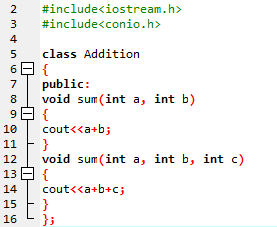 2 #include<iostream.h>
3 #include<conio.h>
4
5 class Addition
6 {
7 public:
8 void sum(int a, int b)
9 {
10 cout<<a+b;
11 }
12 void sum(int a, int b, int c)
13 {
14 cout<<a+b+c;
15 }
16 };